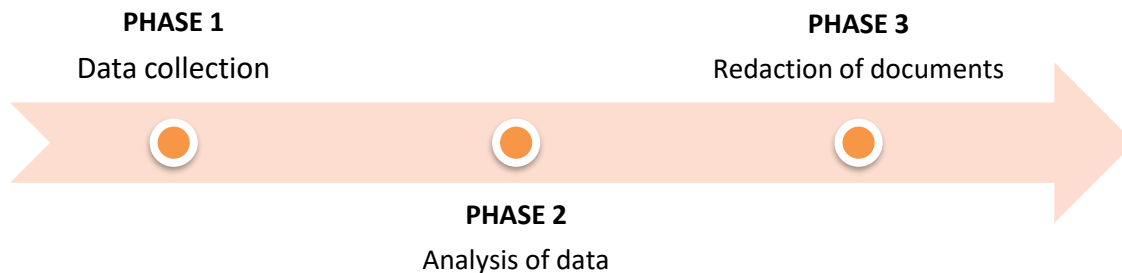 PHASE 1
Data collection
PHASE 2
Analysis of data
PHASE 3
Redaction of documents